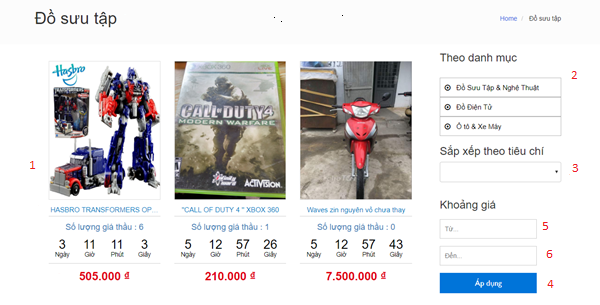 Đồ sưu tập
Home / Đồ sưu tập
1
Hasbro
CALL OF DUTY 4
MODERN WARFARE
ACTIVISION
HASBRO TRANSFORMERS OP...
Số lượng giá thầu : 6
3 11 11 3
Ngày Giờ Phút Giây
505.000 đ
"CALL OF DUTY 4 " XBOX 360
Số lượng giá thầu : 1
5 12 57 26
Ngày Giờ Phút Giây
210.000 đ
Waves zin nguyên vỏ chưa thay
Số lượng giá thầu : 0
5 12 57 43
Ngày Giờ Phút Giây
7.500.000 đ
Theo danh mục
2
Đồ Sưu Tập & Nghệ Thuật
Đồ Điện Tử
Ô tô & Xe Máy
Sắp xếp theo tiêu chí
3
Khoảng giá
Từ... 5
Đến... 6
Áp dụng 4